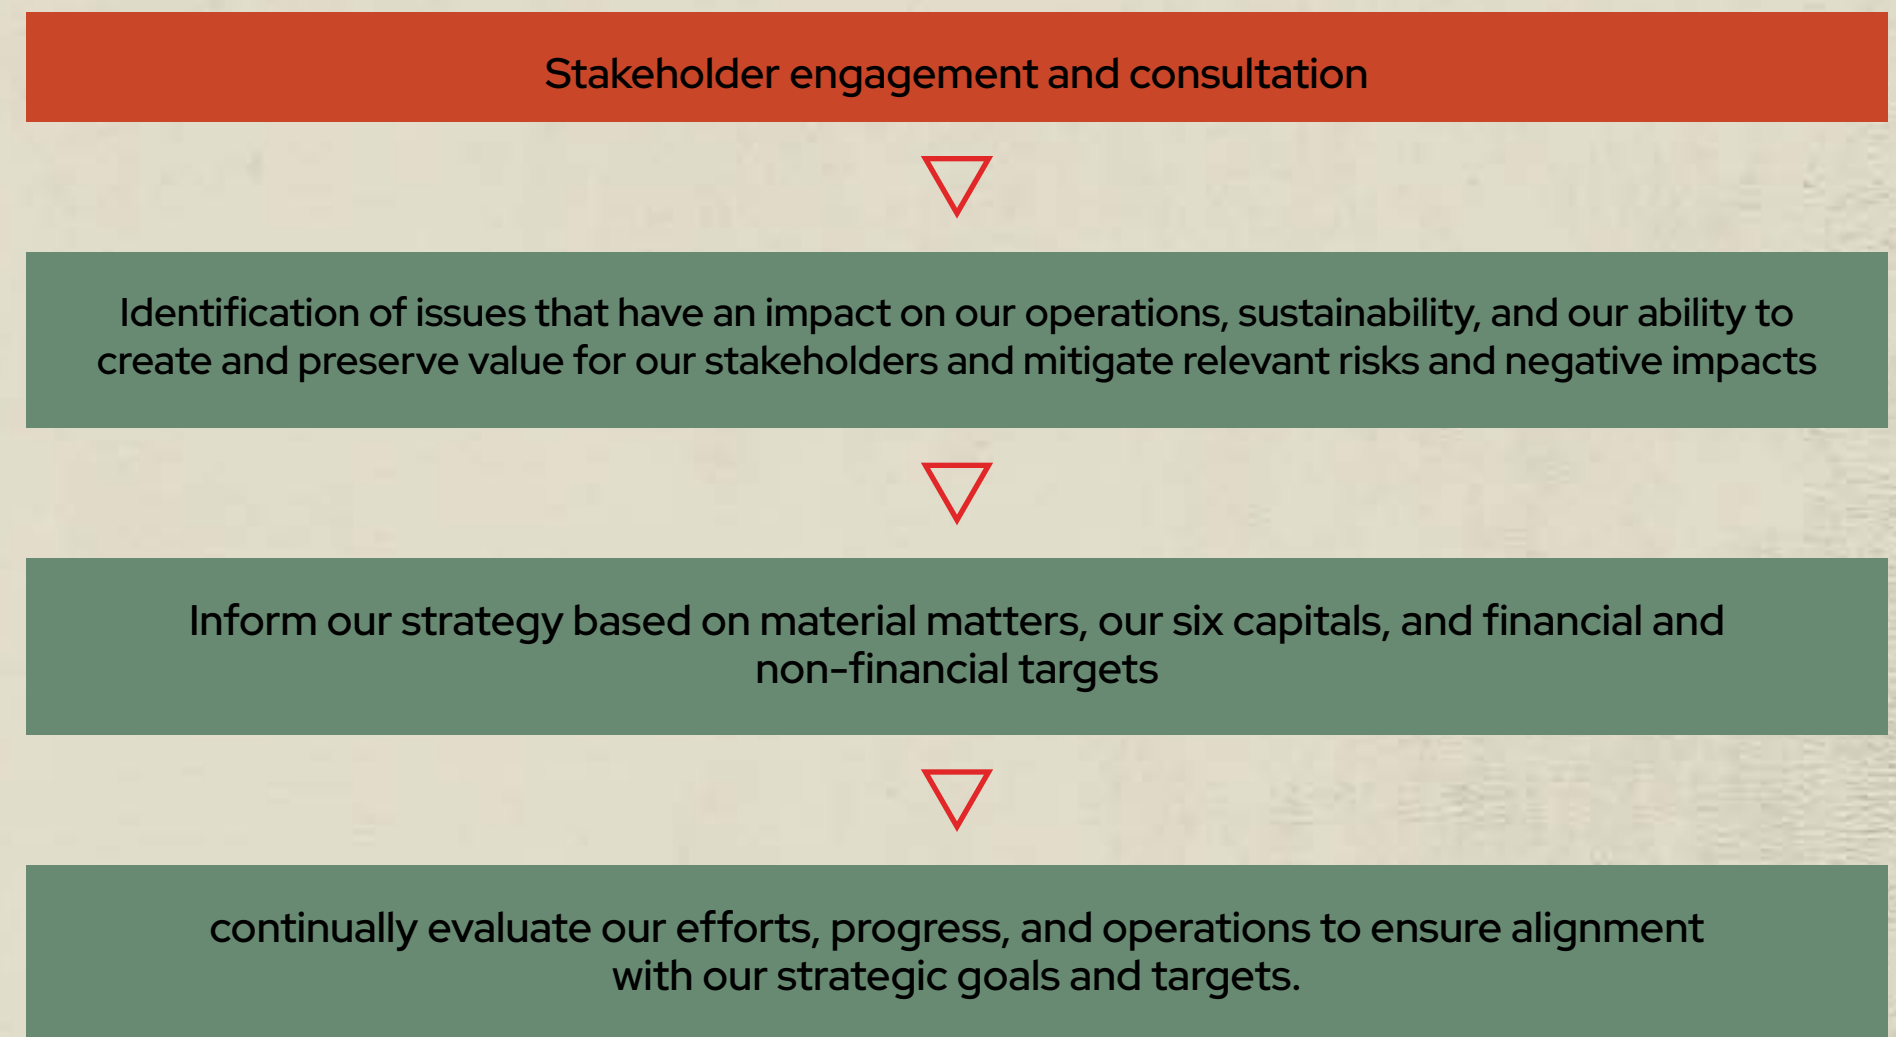 Stakeholder engagement and consultation
Identification of issues that have an impact on our operations, sustainability, and our ability to
create and preserve value for our stakeholders and mitigate relevant risks and negative impacts
Inform our strategy based on material matters, our six capitals, and financial and
non-financial targets
continually evaluate our efforts, progress, and operations to ensure alignment
with our strategic goals and targets.